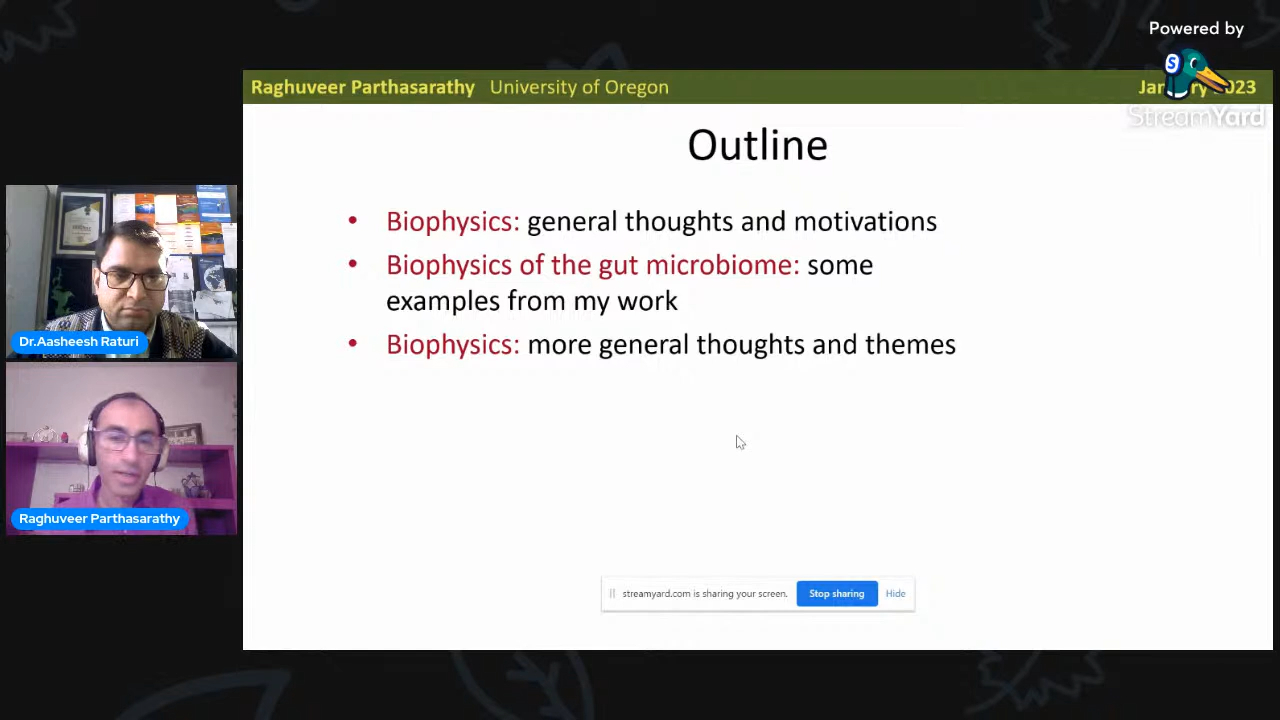 Powered by
StreamYard
Raghuveer Parthasarathy University of Oregon
2023
Outline
• Biophysics: general thoughts and motivations
• Biophysics of the gut microbiome: some
examples from my work
• Biophysics: more general thoughts and themes
Dr.Aasheesh Raturi
Raghuveer Parthasarathy
streamyard.com is sharing your screen. Stop sharing Hide